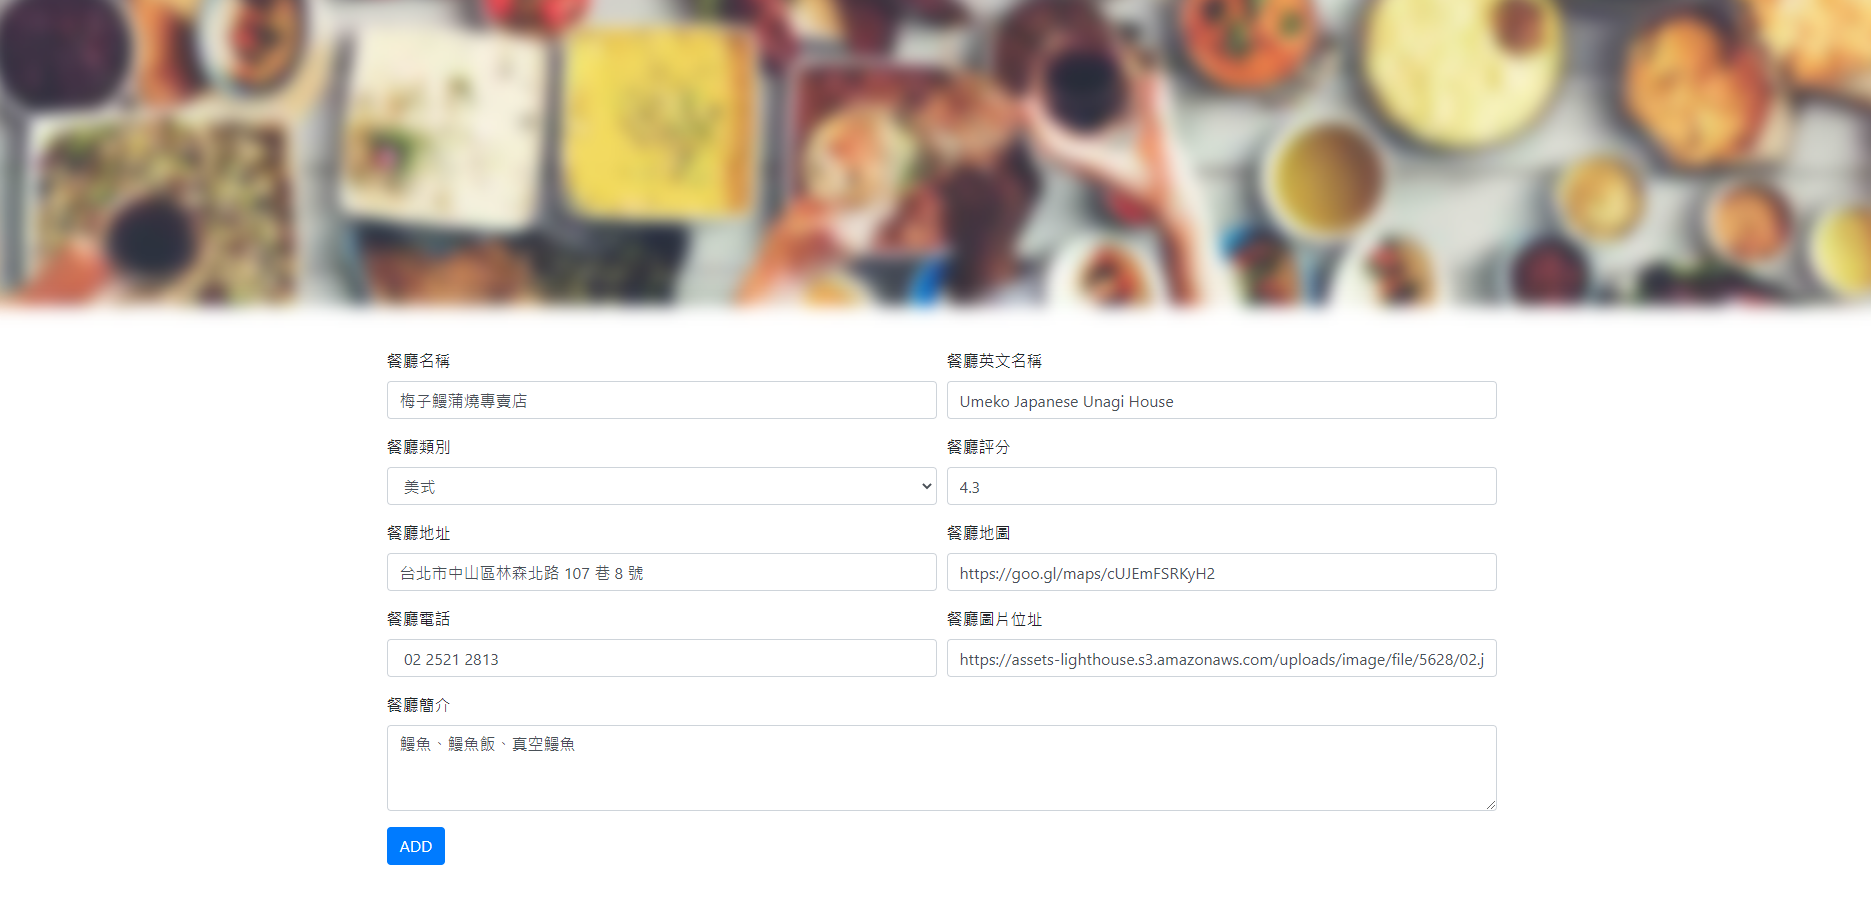 餐廳名稱
餐廳英文名稱
梅子鰻蒲燒專賣店
Umeko Japanese Unagi House
餐廳類別
餐廳評分
美式
4.3
餐廳地址
餐廳地圖
台北市中山區林森北路 107 巷 8 號
https://goo.gl/maps/cUJEmFSRKyH2
餐廳電話
餐廳圖片位址
02 2521 2813
https://assets-lighthouse.s3.amazonaws.com/uploads/image/file/5628/02.j
餐廳簡介
鰻魚、鰻魚飯、真空鰻魚
ADD